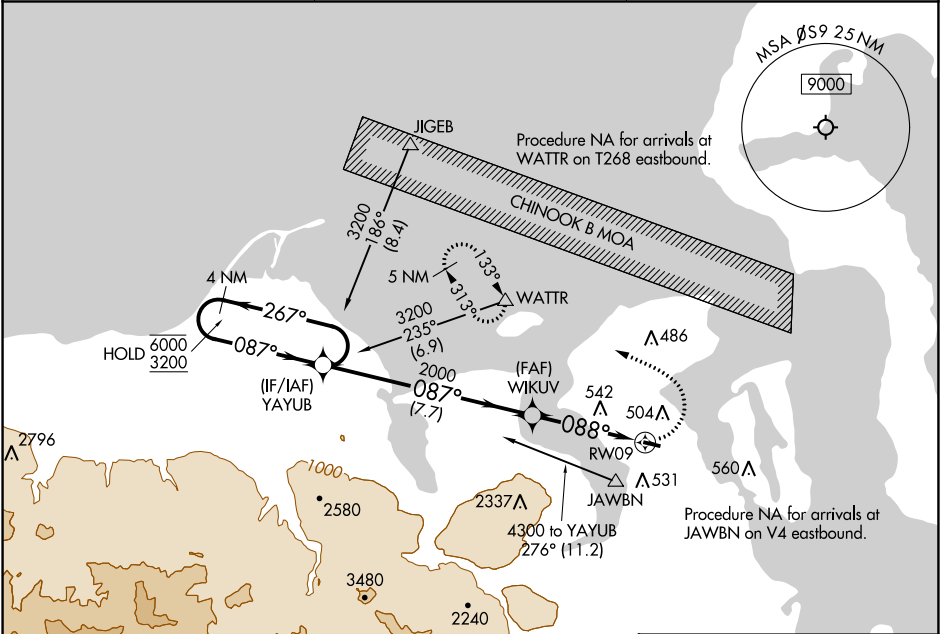 MSA ØS9 25 NM
9000
JIGEB
Procedure NA for arrivals at
WATTR on T268 eastbound.
CHINOOK B MOA
3200
186°
(8.4)
4 NM
5 NM
133°
313°
WATTR
267°
3200
235°
(6.9)
HOLD 6000
3200
087°
(IF/IAF)
YAYUB
2000
087°
(7.7)
(FAF)
WIKUV
486
542
504
088°
RW09
2796
1000
2580
2337
JAWBN
531
560
4300 to YAYUB
276° (11.2)
Procedure NA for arrivals at
JAWBN on V4 eastbound.
3480
2240